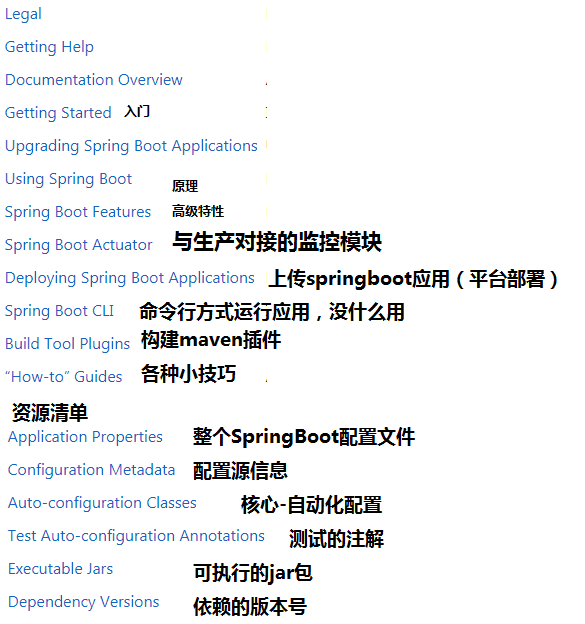 Legal
Getting Help
Documentation Overview
Getting Started 入门
Upgrading Spring Boot Applications
Using Spring Boot 原理
Spring Boot Features 高级特性
Spring Boot Actuator 与生产对接的监控模块
Deploying Spring Boot Applications 上传springboot应用（平台部署）
Spring Boot CLI 命令行方式运行应用，没什么用
Build Tool Plugins 构建maven插件
“How-to” Guides 各种小技巧
资源清单
Application Properties 整个SpringBoot配置文件
Configuration Metadata 配置源信息
Auto-configuration Classes 核心-自动化配置
Test Auto-configuration Annotations 测试的注解
Executable Jars 可执行的jar包
Dependency Versions 依赖的版本号